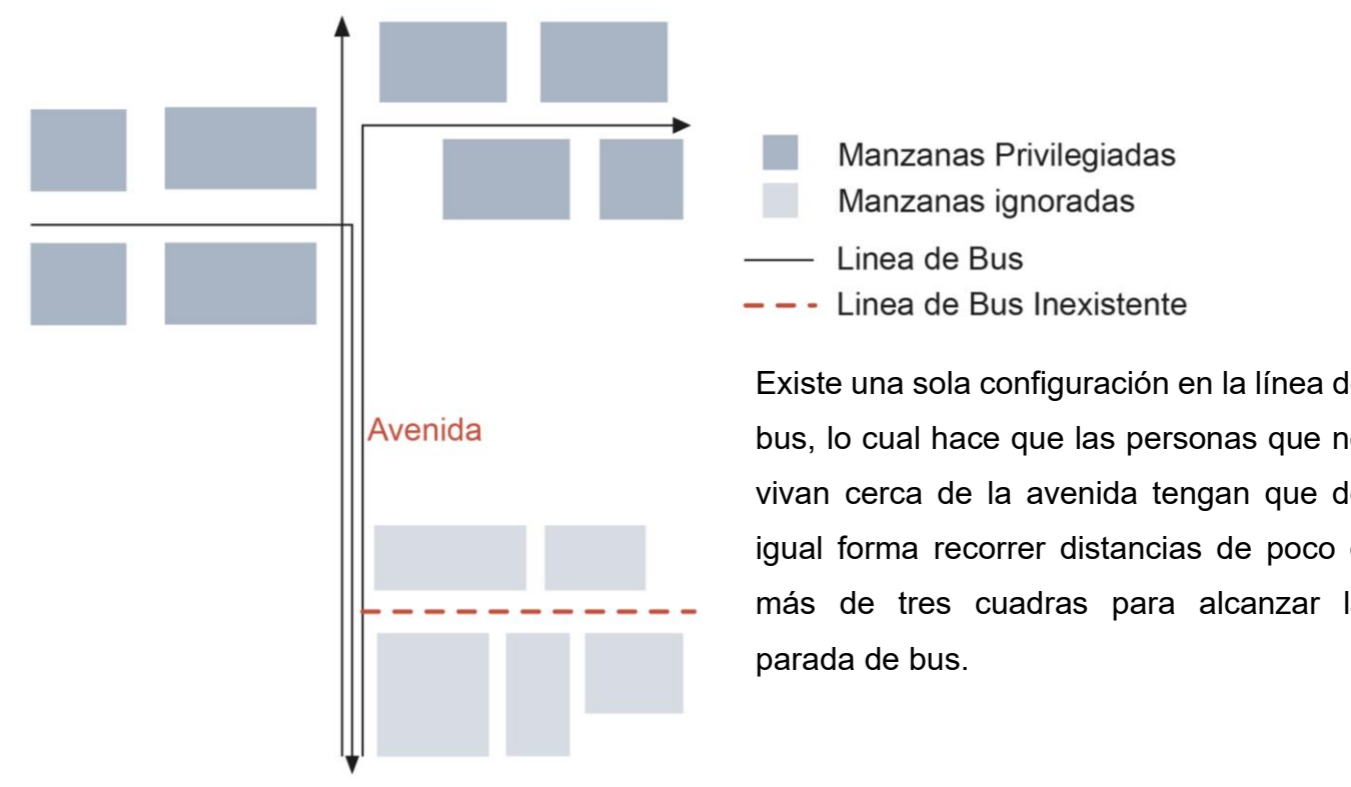 Manzanas Privilegiadas
Manzanas ignoradas
Linea de Bus
Linea de Bus Inexistente
Avenida
Existe una sola configuración en la línea d
bus, lo cual hace que las personas que n
vivan cerca de la avenida tengan que d
igual forma recorrer distancias de poco
más de tres cuadras para alcanzar l
parada de bus.